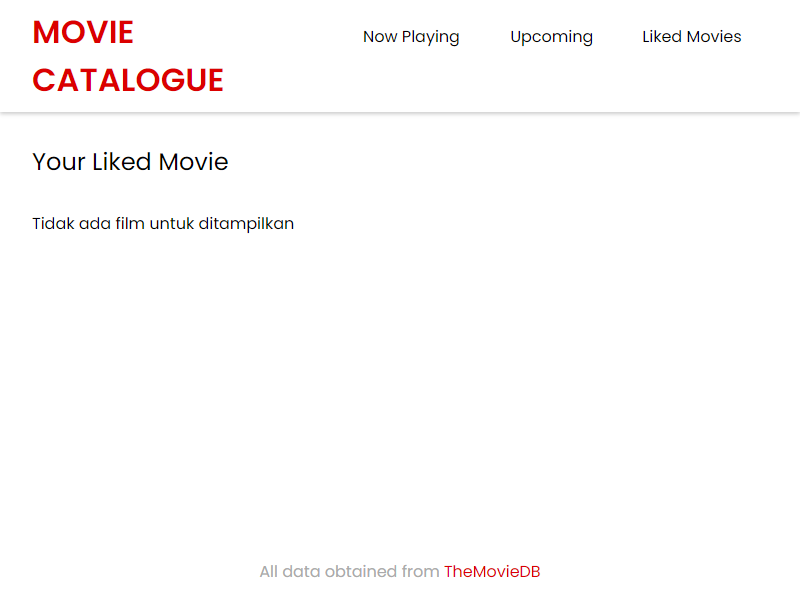 MOVIE
CATALOGUE
Now Playing
Upcoming
Liked Movies
Your Liked Movie
Tidak ada film untuk ditampilkan
All data obtained from TheMovieDB